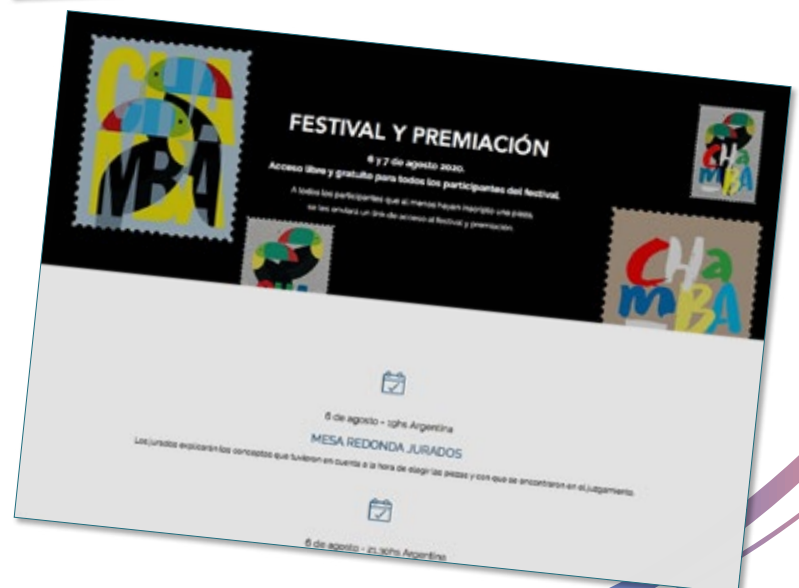 CHA
MBA
FESTIVAL Y PREMIACIÓN
6 y 7 de agosto 2020.
Acceso libre y gratuito para todos los participantes del festival.
A todos los participantes que al menos hayan inscripto una pieza,
se les enviará un link de acceso al festival y premiación.
CHa
mBA
CHa
mBA
6 de agosto - 19hs Argentina
MESA REDONDA JURADOS
Los jurados explicarán los conceptos que tuvieron en cuenta a la hora de elegir las piezas y con que se encontraron en el juzgamiento.
6 de agosto - 21.30hs Argentina